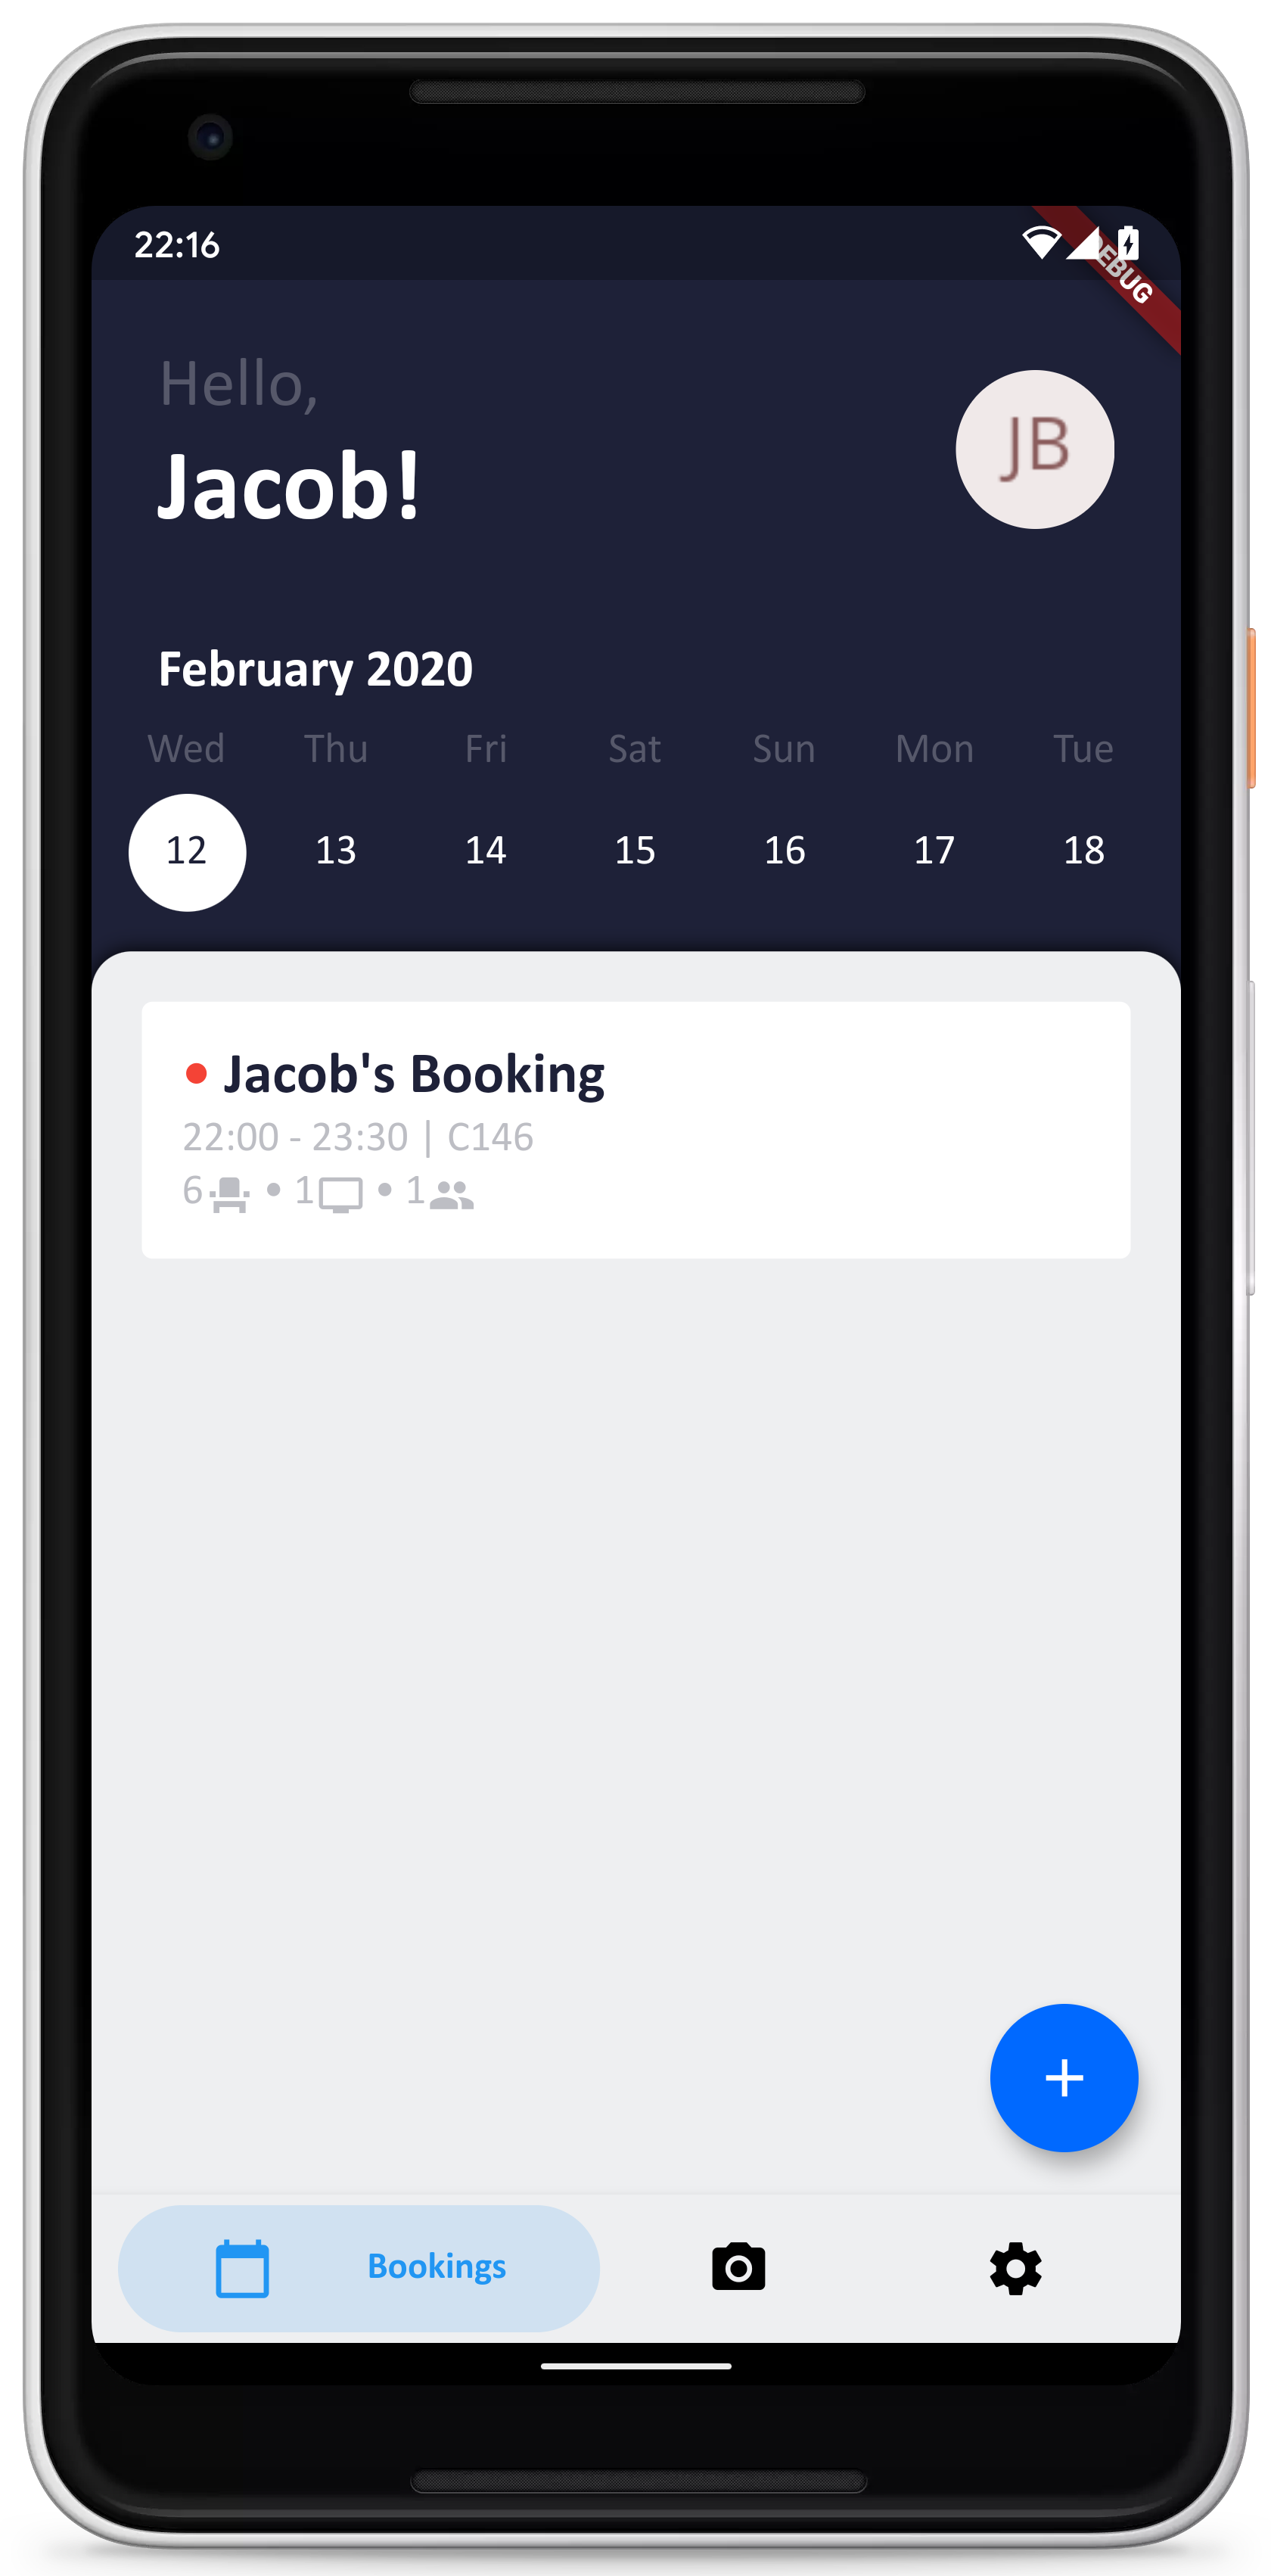 22:16
DEBUG
Hello,
Jacob!
JB
February 2020
Wed Thu Fri Sat Sun Mon Tue
12 13 14 15 16 17 18
Jacob's Booking
22:00 - 23:30 | C146
6 • 1 • 1
Bookings